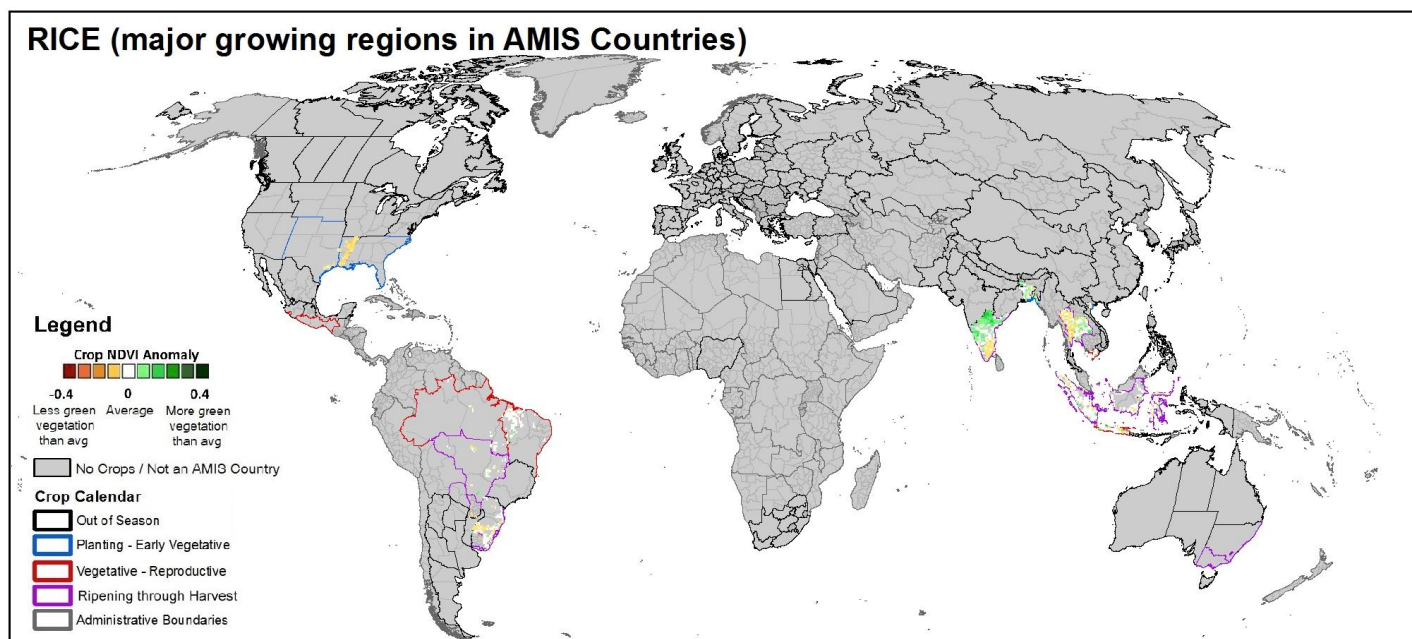 RICE (major growing regions in AMIS Countries)
Legend
Crop NDVI Anomaly
-0.4 0 0.4
Less green Average More green
vegetation vegetation
than avg than avg
No Crops / Not an AMIS Country
Crop Calendar
Out of Season
Planting - Early Vegetative
Vegetative - Reproductive
Ripening through Harvest
Administrative Boundaries